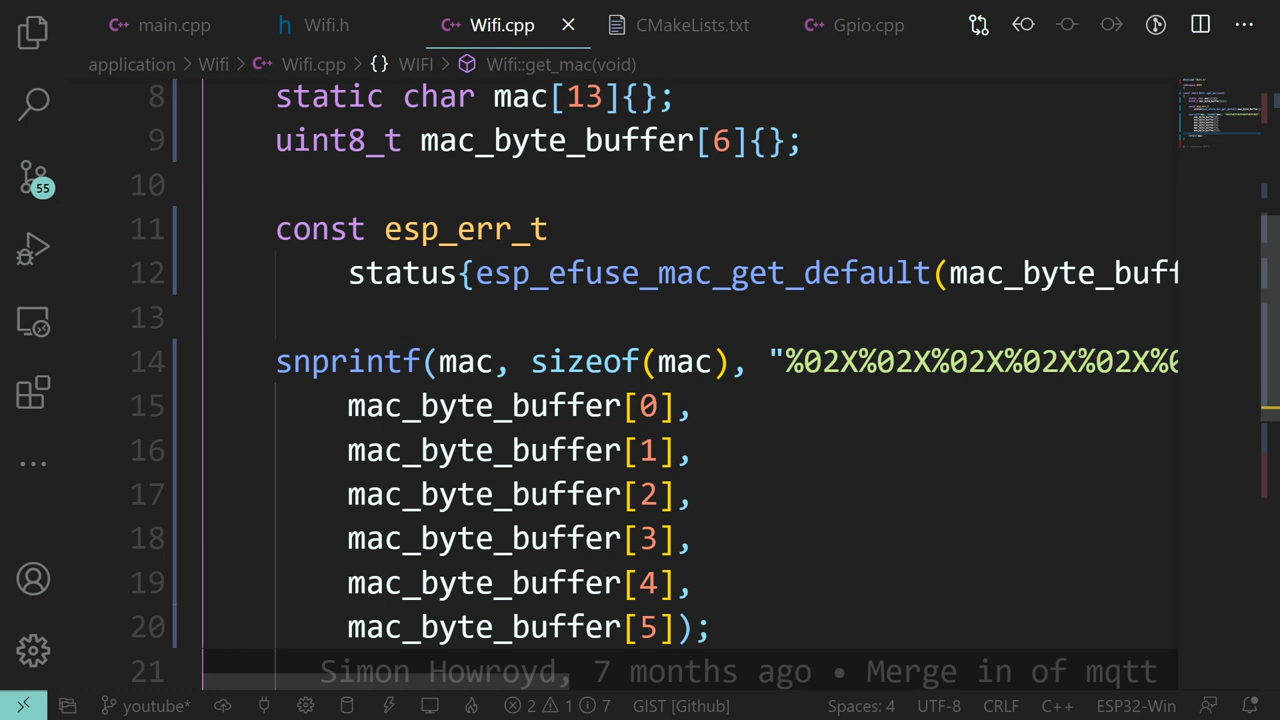 main.cpp
Wifi.h
Wifi.cpp
CMakeLists.txt
Gpio.cpp
application > Wifi > Wifi.cpp > {} WIFI > Wifi::get_mac(void)
8 static char mac[13]{};
9 uint8_t mac_byte_buffer[6]{};
10
11 const esp_err_t
12 status{esp_efuse_mac_get_default(mac_byte_buff
13
14 snprintf(mac, sizeof(mac), "%02X%02X%02X%02X%02X%0
15 mac_byte_buffer[0],
16 mac_byte_buffer[1],
17 mac_byte_buffer[2],
18 mac_byte_buffer[3],
19 mac_byte_buffer[4],
20 mac_byte_buffer[5]);
21 Simon Howroyd, 7 months ago • Merge in of mqtt
55
youtube* 2 1 7 GIST [Github] Spaces: 4 UTF-8 CRLF C++ ESP32-Win